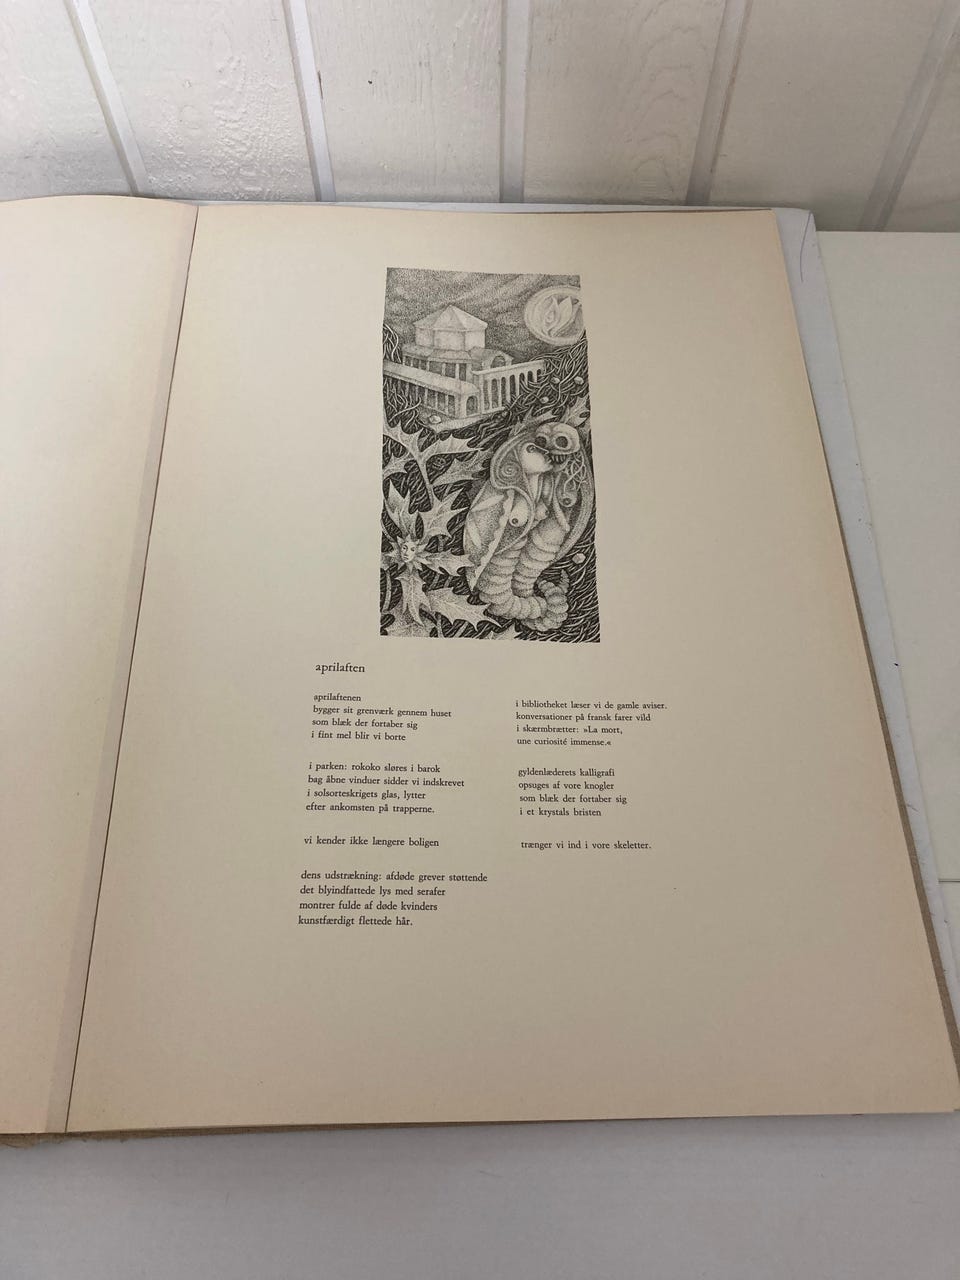 aprilaften
aprilaftenen
bygger sit grenværk gennem huset
som blæk der fortaber sig
i fint mel blir vi borte
i parken: rokoko sløres i barok
bag åbne vinduer sidder vi indskrevet
i solsorteskrigets glas, lytter
efter ankomsten på trapperne.
vi kender ikke længere boligen
dens udstrækning: afdøde grever støttende
det blyindfattede lys med serafer
montrer fulde af døde kvinders
kunstfærdigt flettede hår.
i bibliotheket læser vi de gamle aviser.
konversationer på fransk farer vild
i skærmbrætter: »La mort,
une curiosité immense.«
gyldenlæderets kalligrafi
opsuges af vore knogler
som blæk der fortaber sig
i et krystals bristen
trænger vi ind i vore skeletter.